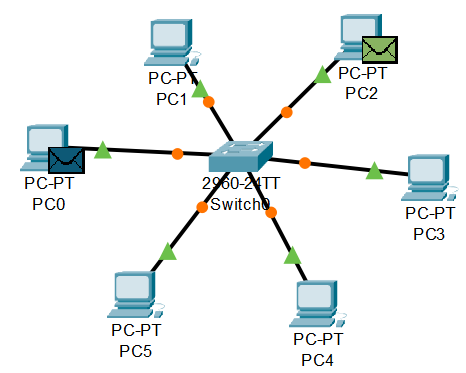 PC-PT
PC1
PC-PT
PC2
PC-PT
PC0
2960-24TT
Switch0
PC-PT
PC3
PC-PT
PC5
PC-PT
PC4